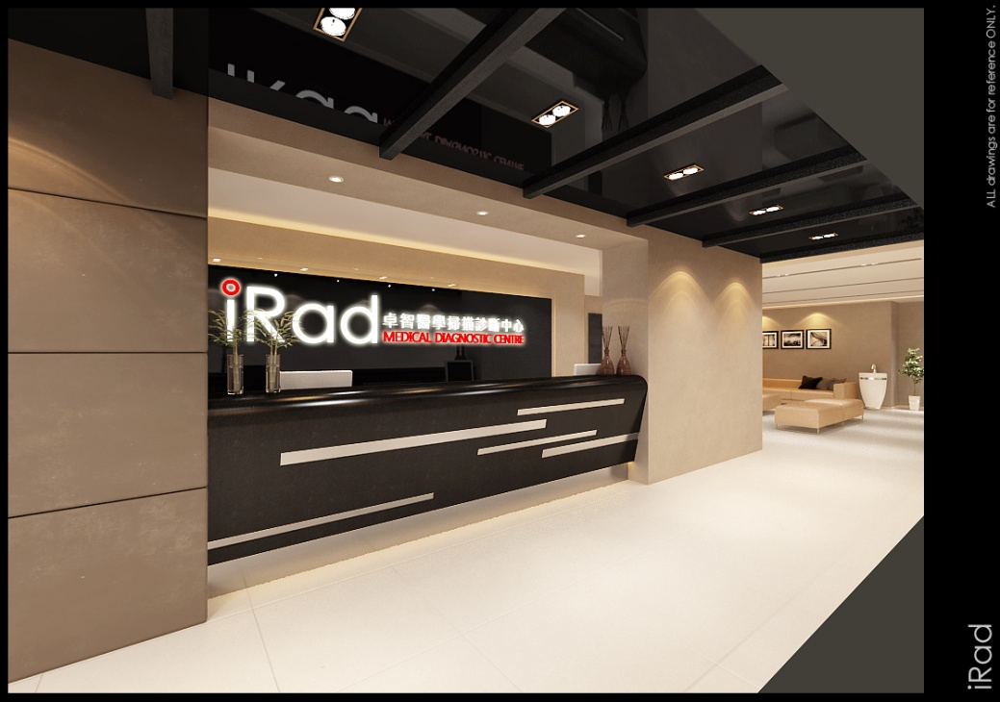 iRad
卓智醫學掃描診斷中心
MEDICAL DIAGNOSTIC CENTRE
ALL drawings are for reference ONLY.
iRad